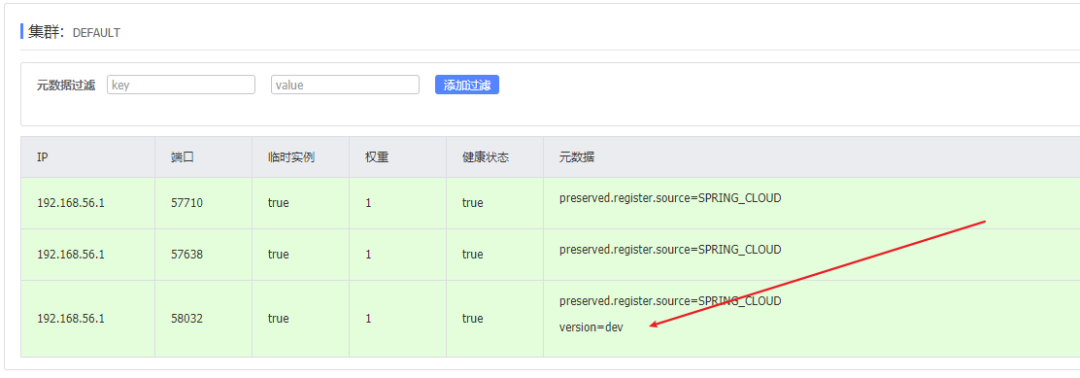 集群： DEFAULT
元数据过滤 key value 添加过滤
IP 端口 临时实例 权重 健康状态 元数据
192.168.56.1 57710 true 1 true preserved.register.source=SPRING_CLOUD
192.168.56.1 57638 true 1 true preserved.register.source=SPRING_CLOUD
192.168.56.1 58032 true 1 true preserved.register.source=SPRING_CLOUD
version=dev